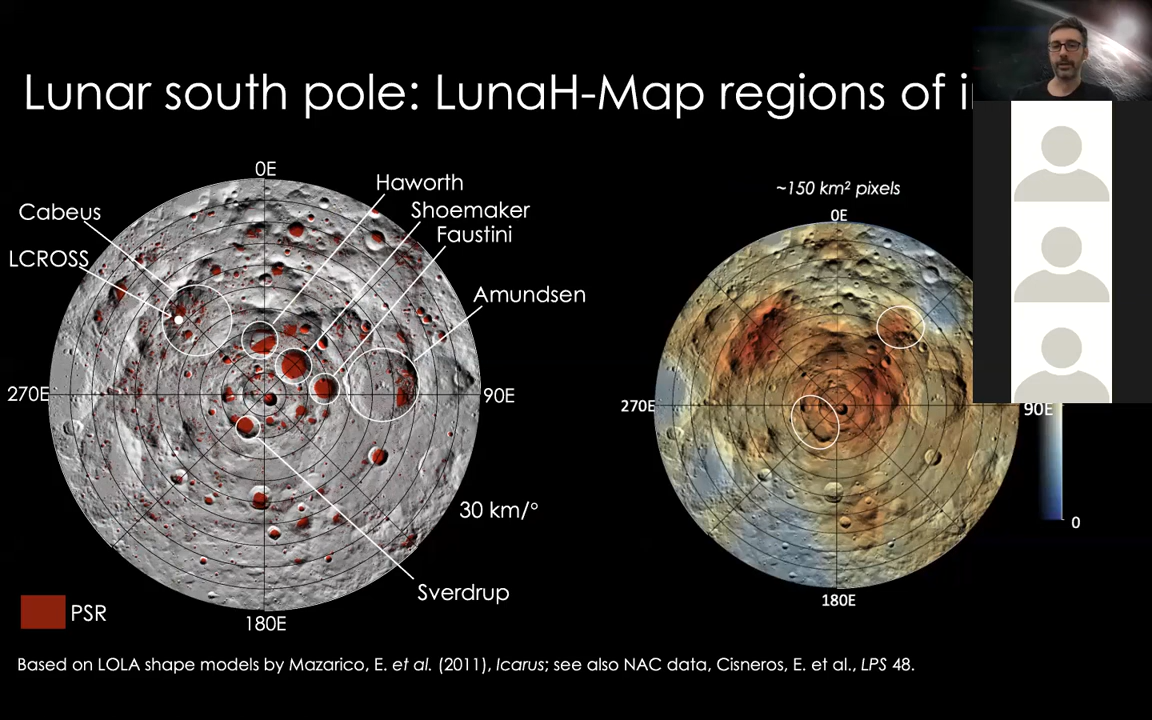 Lunar south pole: LunaH-Map regions of
0E
Haworth
Cabeus
Shoemaker
Faustini
LCROSS
Amundsen
270E
90E
30 km/°
Sverdrup
PSR
180E
~150 km² pixels
0E
270E
90E
0
180E
Based on LOLA shape models by Mazarico, E. et al. (2011), Icarus; see also NAC data, Cisneros, E. et al., LPS 48.